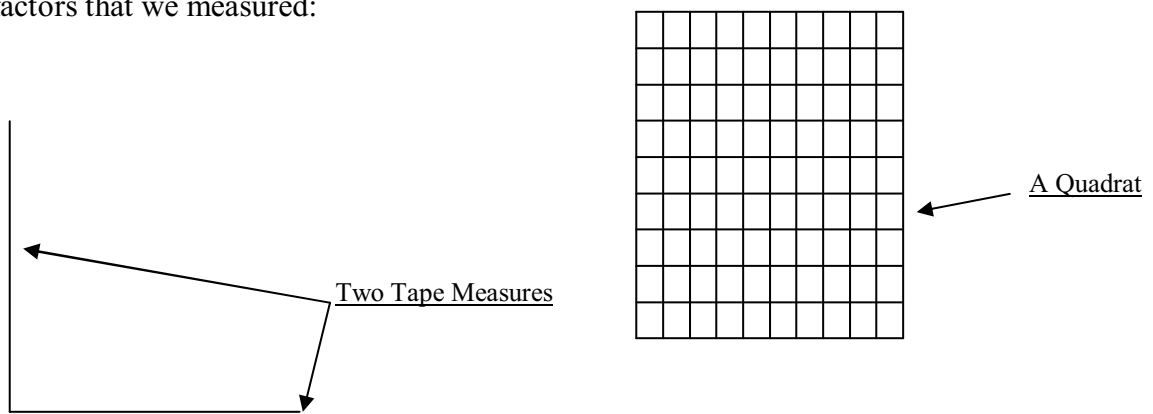 actors that we measured:
A Quadrat
Two Tape Measures